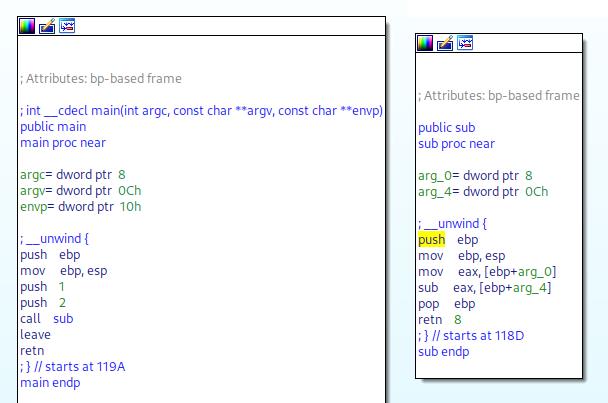 ; Attributes: bp-based frame
; int __cdecl main(int argc, const char **argv, const char **envp)
public main
main proc near
argc= dword ptr 8
argv= dword ptr 0Ch
envp= dword ptr 10h
; __unwind {
push ebp
mov ebp, esp
push 1
push 2
call sub
leave
retn
; } // starts at 119A
main endp
; Attributes: bp-based frame
public sub
sub proc near
arg_0= dword ptr 8
arg_4= dword ptr 0Ch
; __unwind {
push ebp
mov ebp, esp
mov eax, [ebp+arg_0]
sub eax, [ebp+arg_4]
pop ebp
retn 8
; } // starts at 118D
sub endp